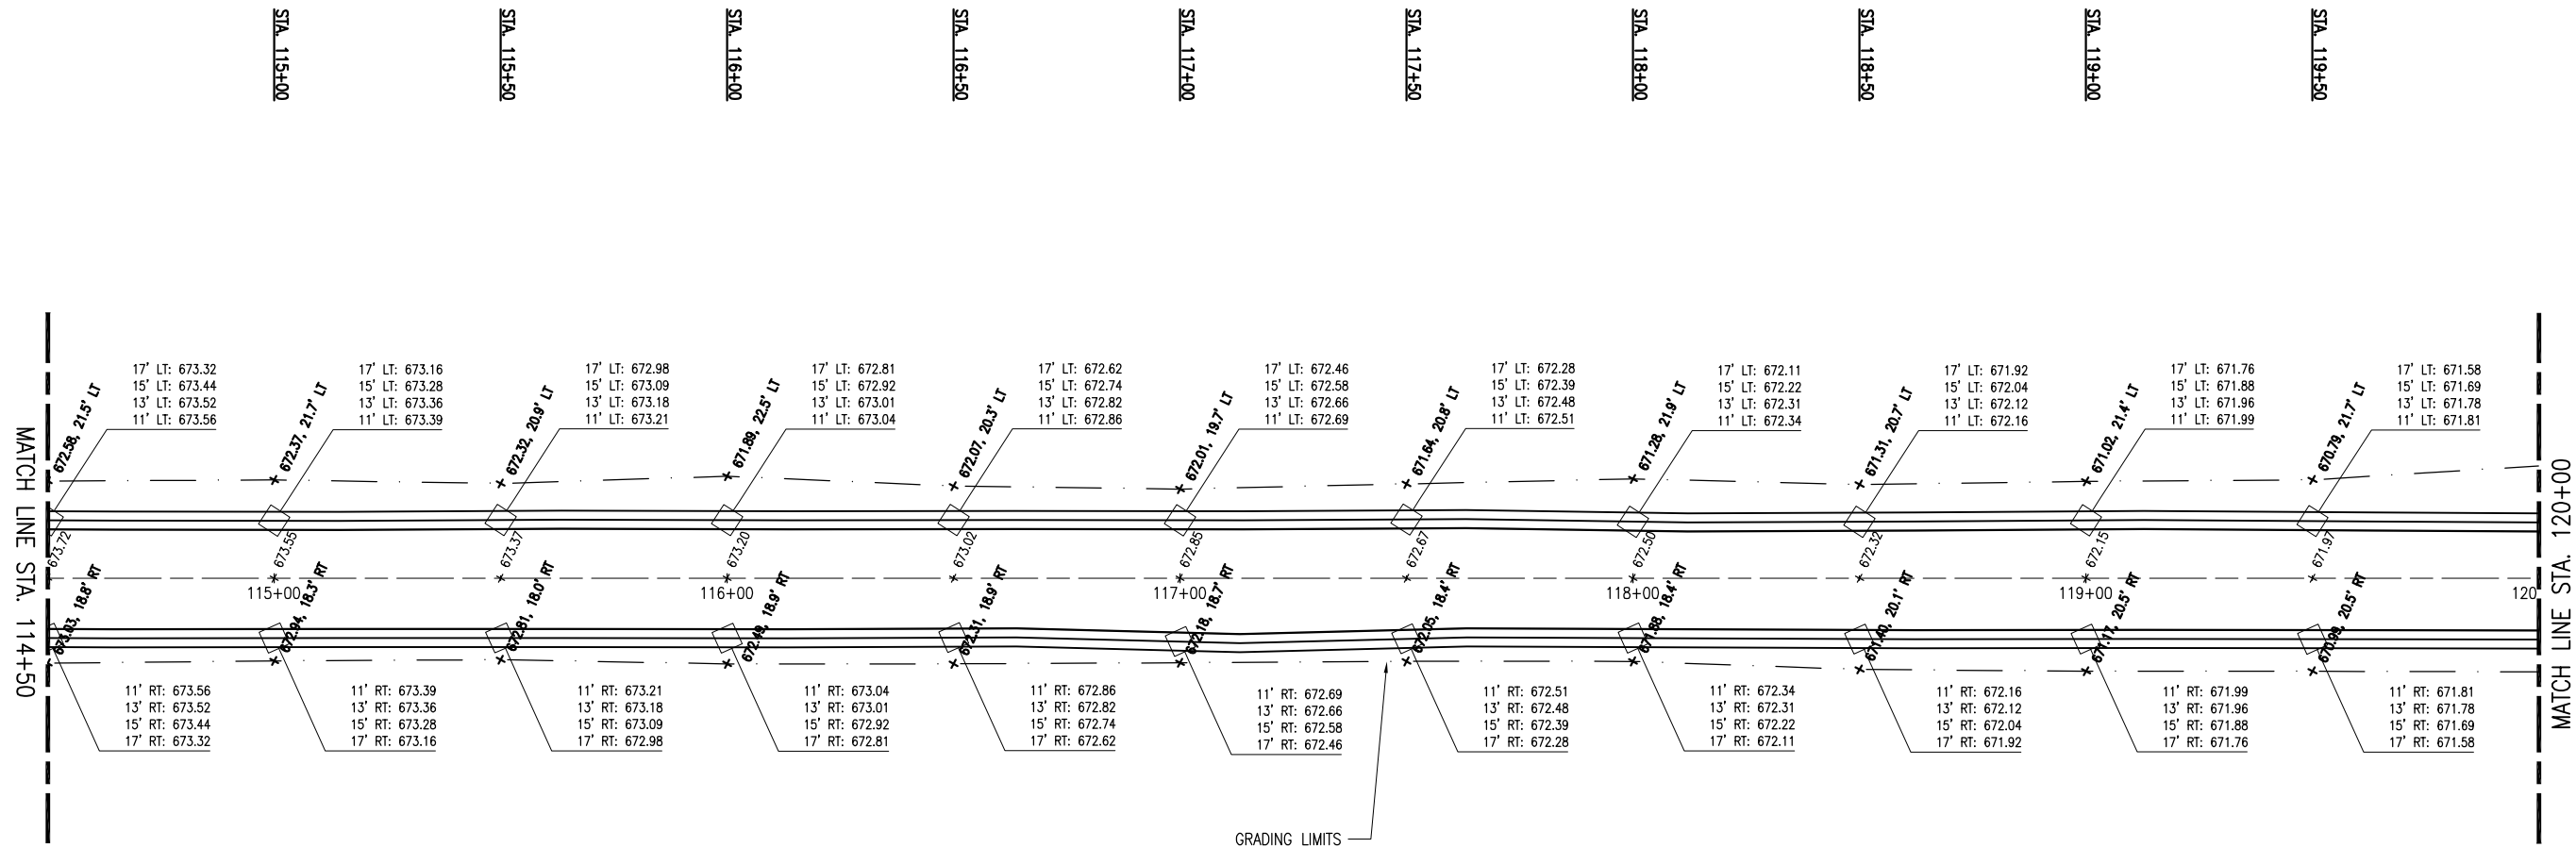 STA. 115+00
STA. 115+50
STA. 116+00
STA. 116+50
STA. 117+00
STA. 117+50
STA. 118+00
STA. 118+50
STA. 119+00
STA. 119+50
MATCH LINE STA. 114+50
17' LT: 673.32
15' LT: 673.44
13' LT: 673.52
11' LT: 673.56
17' LT: 673.16
15' LT: 673.28
13' LT: 673.36
11' LT: 673.39
17' LT: 672.98
15' LT: 673.09
13' LT: 673.18
11' LT: 673.21
17' LT: 672.81
15' LT: 672.92
13' LT: 673.01
11' LT: 673.04
17' LT: 672.62
15' LT: 672.74
13' LT: 672.82
11' LT: 672.86
17' LT: 672.46
15' LT: 672.58
13' LT: 672.66
11' LT: 672.69
17' LT: 672.28
15' LT: 672.39
13' LT: 672.48
11' LT: 672.51
17' LT: 672.11
15' LT: 672.22
13' LT: 672.31
11' LT: 672.34
17' LT: 671.92
15' LT: 672.04
13' LT: 672.12
11' LT: 672.16
17' LT: 671.76
15' LT: 671.88
13' LT: 671.96
11' LT: 671.99
17' LT: 671.58
15' LT: 671.69
13' LT: 671.78
11' LT: 671.81
672.58, 21.5' LT
672.37, 21.7' LT
672.32, 20.9' LT
671.89, 22.5' LT
672.07, 20.3' LT
672.01, 19.7' LT
671.64, 20.8' LT
671.28, 21.9' LT
671.31, 20.7' LT
671.02, 21.4' LT
670.79, 21.7' LT
673.72
673.55
673.37
673.20
673.02
672.85
672.67
672.50
672.32
672.15
671.97
115+00
116+00
117+00
118+00
119+00
120
673.03, 18.8' RT
672.94, 18.3' RT
672.81, 18.0' RT
672.49, 18.9' RT
672.31, 18.9' RT
672.18, 18.7' RT
672.05, 18.4' RT
671.88, 18.4' RT
671.40, 20.1' RT
671.17, 20.5' RT
670.99, 20.5' RT
11' RT: 673.56
13' RT: 673.52
15' RT: 673.44
17' RT: 673.32
11' RT: 673.39
13' RT: 673.36
15' RT: 673.28
17' RT: 673.16
11' RT: 673.21
13' RT: 673.18
15' RT: 673.09
17' RT: 672.98
11' RT: 673.04
13' RT: 673.01
15' RT: 672.92
17' RT: 672.81
11' RT: 672.86
13' RT: 672.82
15' RT: 672.74
17' RT: 672.62
11' RT: 672.69
13' RT: 672.66
15' RT: 672.58
17' RT: 672.46
11' RT: 672.51
13' RT: 672.48
15' RT: 672.39
17' RT: 672.28
11' RT: 672.34
13' RT: 672.31
15' RT: 672.22
17' RT: 672.11
11' RT: 672.16
13' RT: 672.12
15' RT: 672.04
17' RT: 671.92
11' RT: 671.99
13' RT: 671.96
15' RT: 671.88
17' RT: 671.76
11' RT: 671.81
13' RT: 671.78
15' RT: 671.69
17' RT: 671.58
GRADING LIMITS
MATCH LINE STA. 120+00